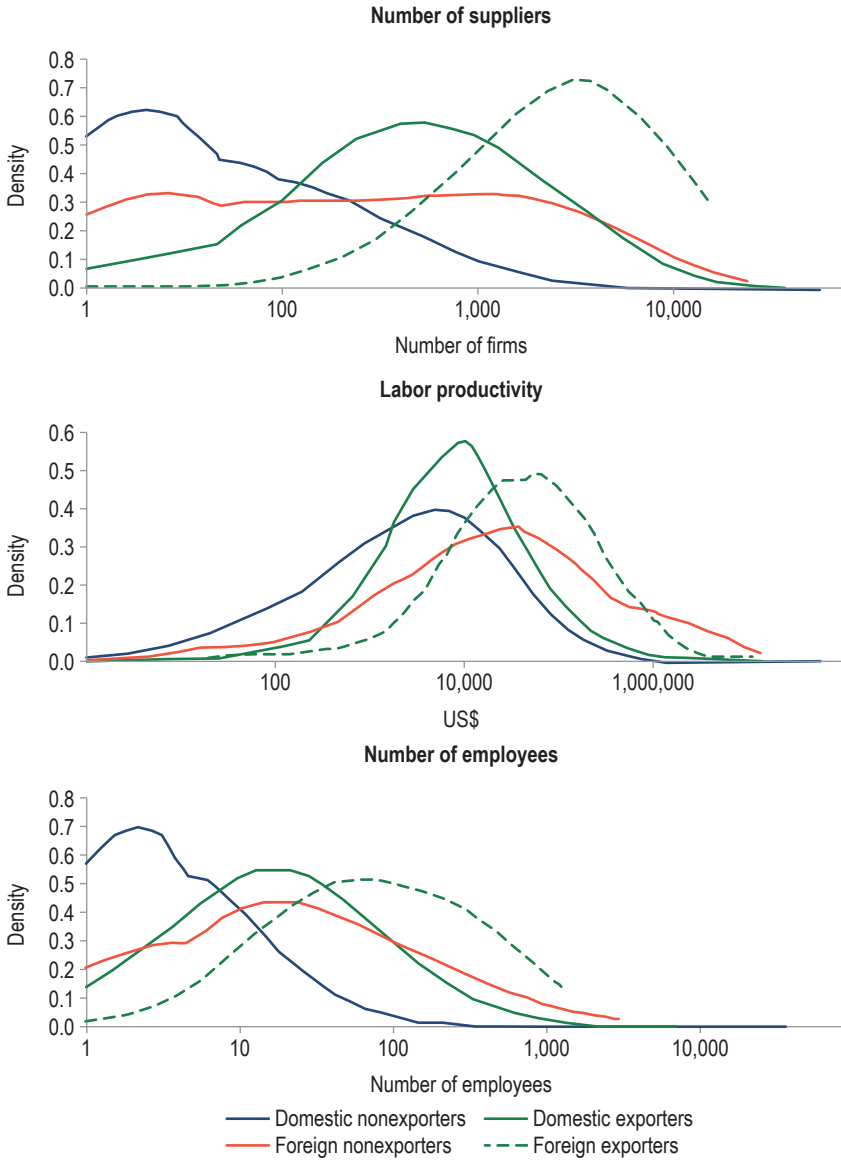 Number of suppliers
0.8
0.7
0.6
0.5
0.4
0.3
0.2
0.1
0.0
Density
1 100 1,000 10,000
Number of firms
Labor productivity
0.6
0.5
0.4
0.3
0.2
0.1
0.0
Density
100 10,000 1,000,000
US$
Number of employees
0.8
0.7
0.6
0.5
0.4
0.3
0.2
0.1
0.0
Density
1 10 100 1,000 10,000
Number of employees
Domestic nonexporters Domestic exporters
Foreign nonexporters Foreign exporters